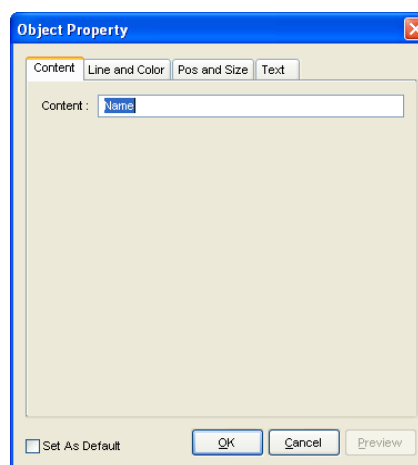 Object Property
Content Line and Color Pos and Size Text
Content : Name
Set As Default OK Cancel Preview